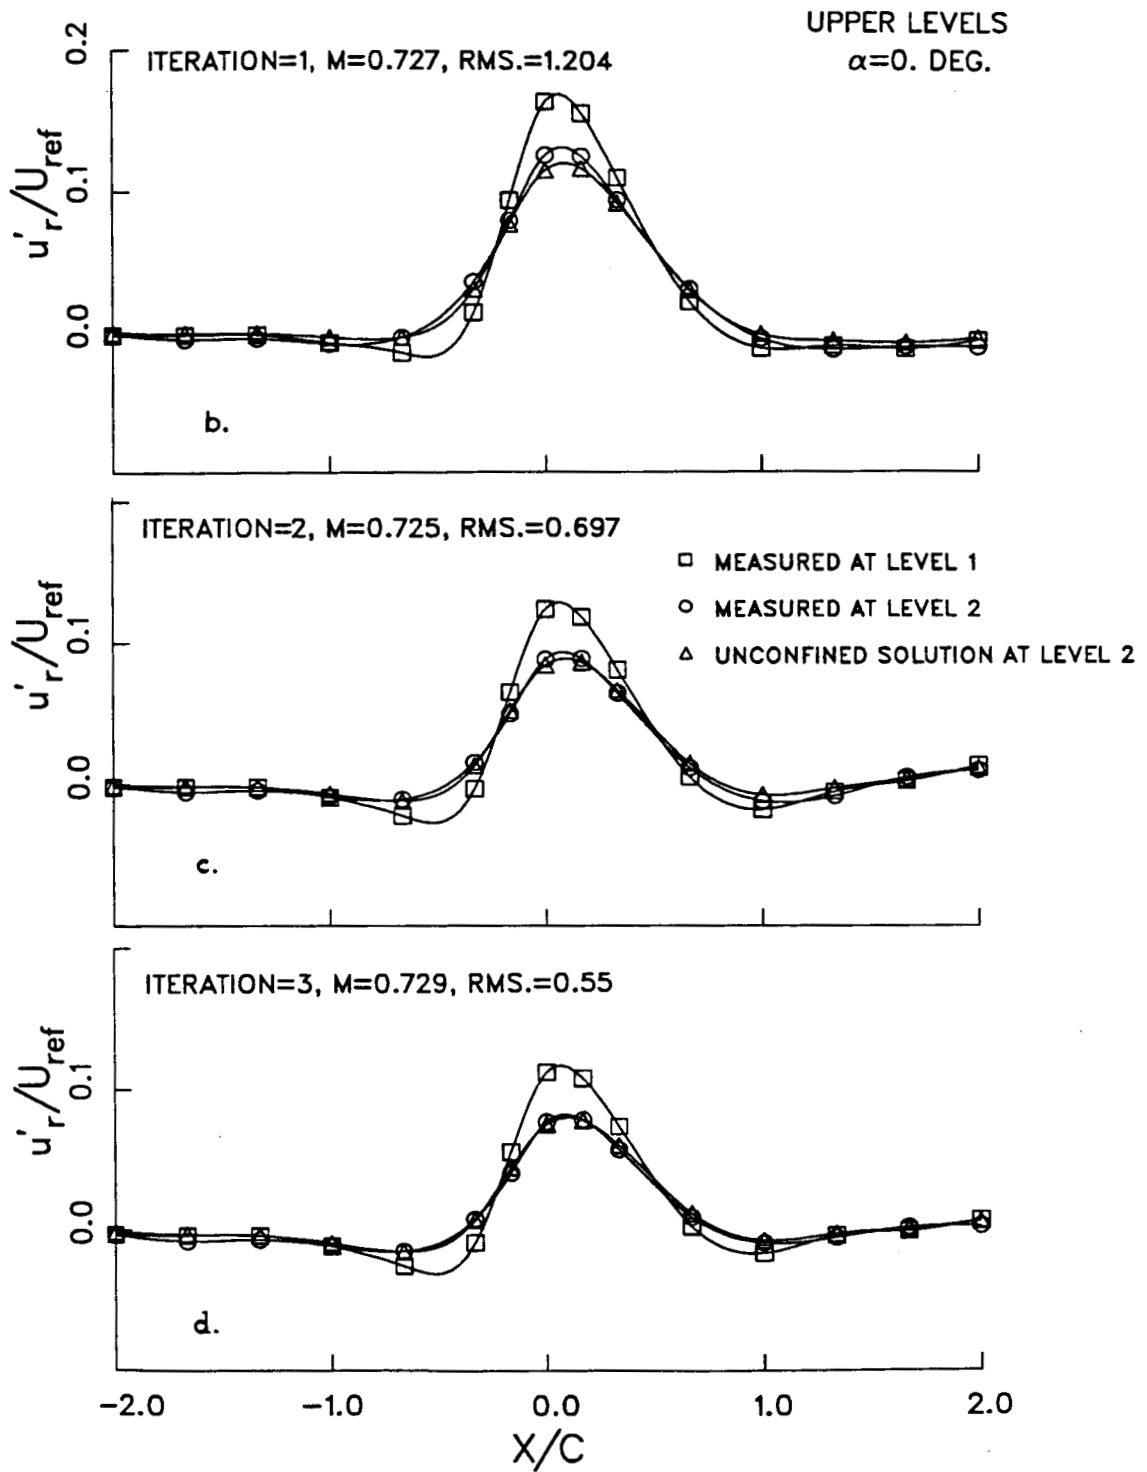 UPPER LEVELS
α=0. DEG.
0.2
ITERATION=1, M=0.727, RMS.=1.204
u'r/Uref
0.1
0.0
b.
ITERATION=2, M=0.725, RMS.=0.697
MEASURED AT LEVEL 1
MEASURED AT LEVEL 2
UNCONFINED SOLUTION AT LEVEL 2
u'r/Uref
0.1
0.0
c.
ITERATION=3, M=0.729, RMS.=0.55
u'r/Uref
0.1
0.0
d.
-2.0 -1.0 0.0 1.0 2.0
X/C